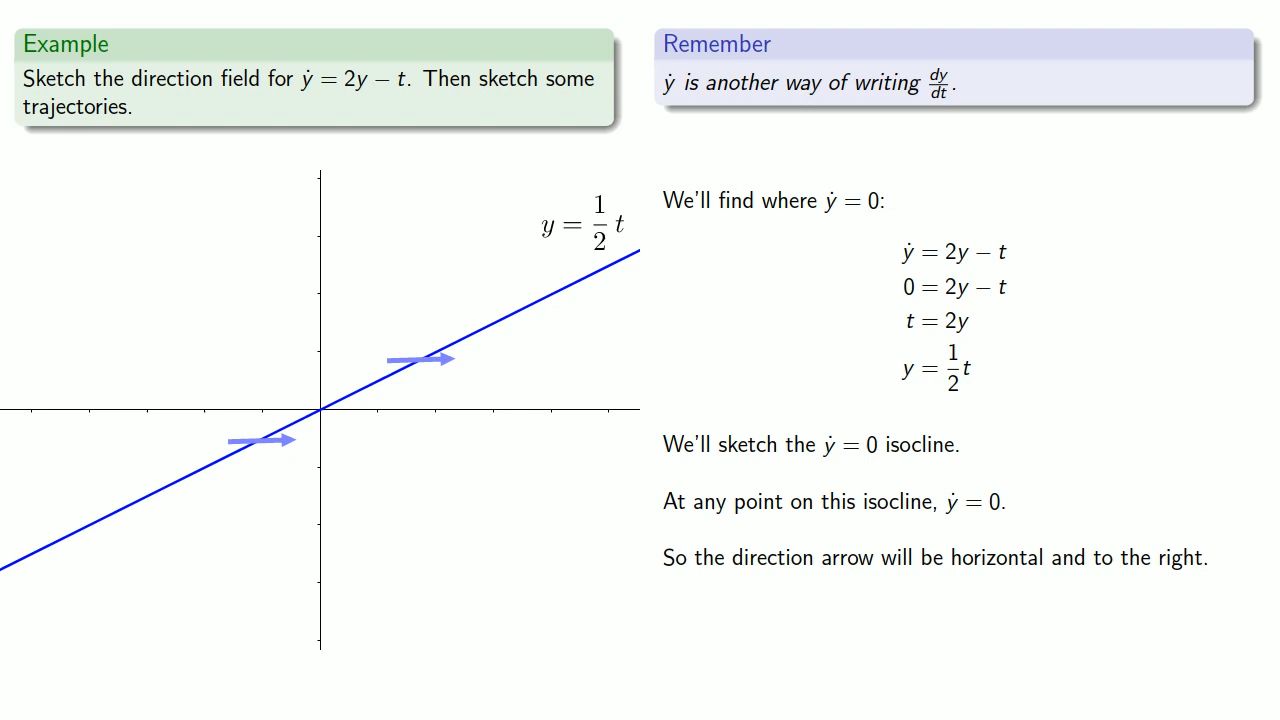 Example
Sketch the direction field for ẏ = 2y − t. Then sketch some
trajectories.
Remember
ẏ is another way of writing dy/dt.
y = 1/2 t
We'll find where ẏ = 0:
ẏ = 2y − t
0 = 2y − t
t = 2y
y = 1/2 t
We'll sketch the ẏ = 0 isocline.
At any point on this isocline, ẏ = 0.
So the direction arrow will be horizontal and to the right.